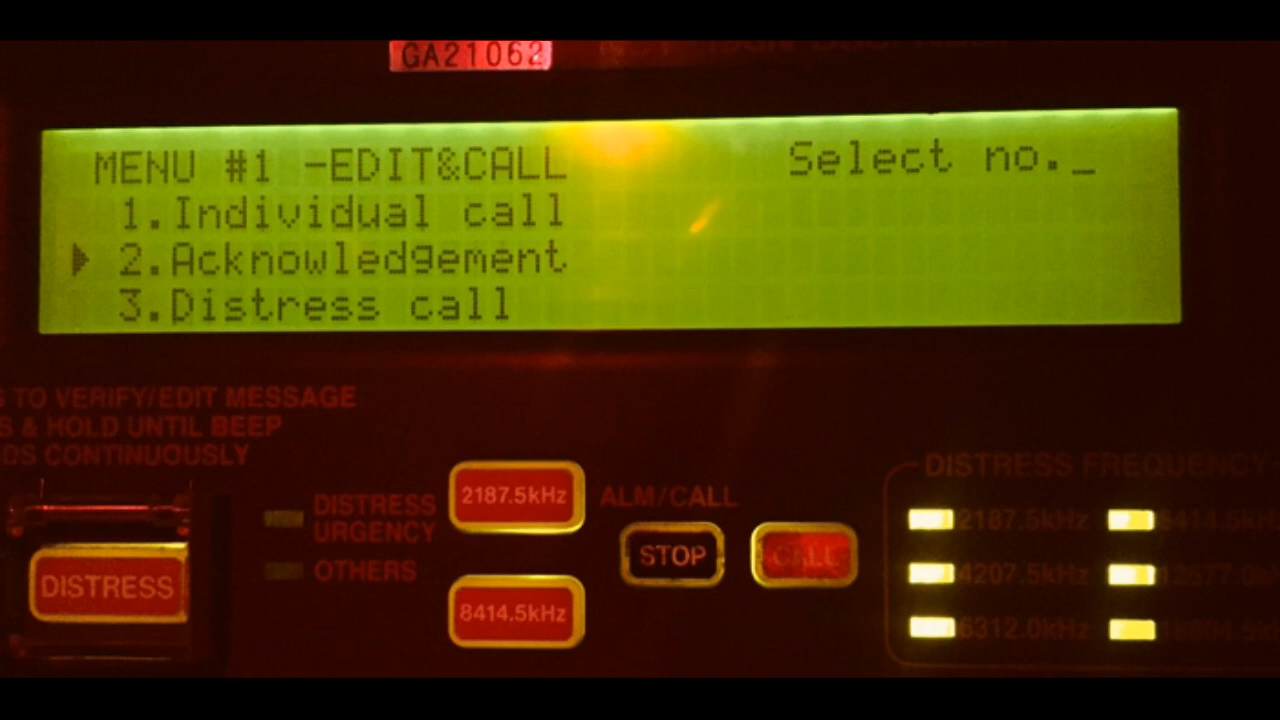 GA21062
MENU #1 -EDIT&CALL Select no._
1.Individual call
2.Acknowledgement
3.Distress call
TO VERIFY/EDIT MESSAGE
S & HOLD UNTIL BEEP
DS CONTINUOUSLY
DISTRESS
DISTRESS
URGENCY
OTHERS
2187.5kHz
8414.5kHz
ALM/CALL
STOP
CALL
DISTRESS FREQUENCY
2187.5kHz
4207.5kHz
6312.0kHz